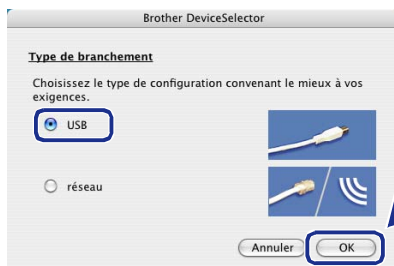 Brother DeviceSelector
Type de branchement
Choisissez le type de configuration convenant le mieux à vos
exigences.
USB
réseau
Annuler OK